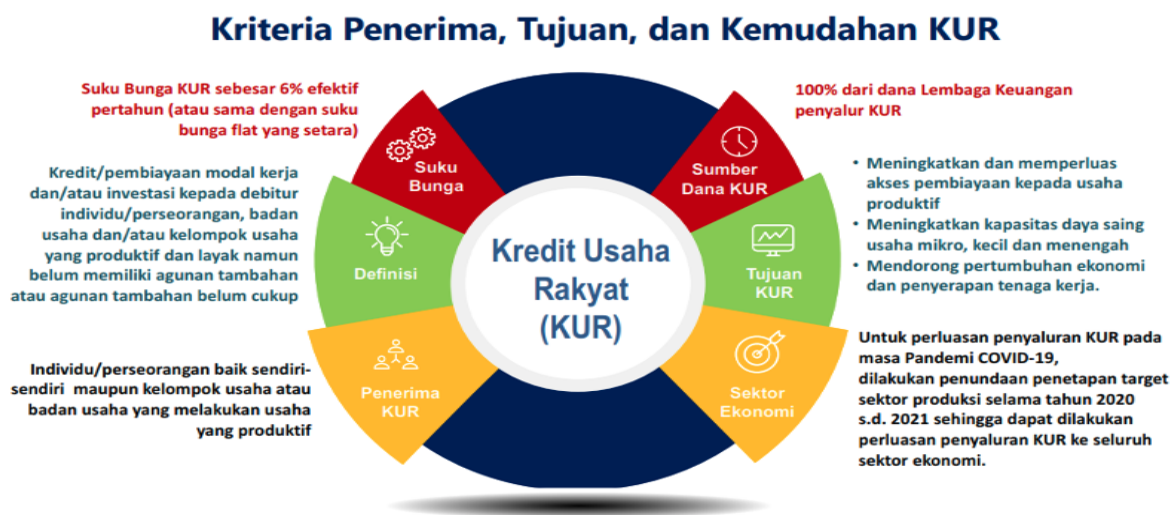 Kriteria Penerima, Tujuan, dan Kemudahan KUR
Suku Bunga KUR sebesar 6% efektif
pertahun (atau sama dengan suku
bunga flat yang setara)
Suku
Bunga
Kredit/pembiayaan modal kerja
dan/atau investasi kepada debitur
individu/perseorangan, badan
usaha dan/atau kelompok usaha
yang produktif dan layak namun
belum memiliki agunan tambahan
atau agunan tambahan belum cukup
Definisi
Individu/perseorangan baik sendiri-
sendiri maupun kelompok usaha atau
badan usaha yang melakukan usaha
yang produktif
Penerima
KUR
Kredit Usaha
Rakyat
(KUR)
Sumber
Dana KUR
100% dari dana Lembaga Keuangan
penyalur KUR
Tujuan
KUR
• Meningkatkan dan memperluas
akses pembiayaan kepada usaha
produktif
• Meningkatkan kapasitas daya saing
usaha mikro, kecil dan menengah
• Mendorong pertumbuhan ekonomi
dan penyerapan tenaga kerja.
Sektor
Ekonomi
Untuk perluasan penyaluran KUR pada
masa Pandemi COVID-19,
dilakukan penundaan penetapan target
sektor produksi selama tahun 2020
s.d. 2021 sehingga dapat dilakukan
perluasan penyaluran KUR ke seluruh
sektor ekonomi.